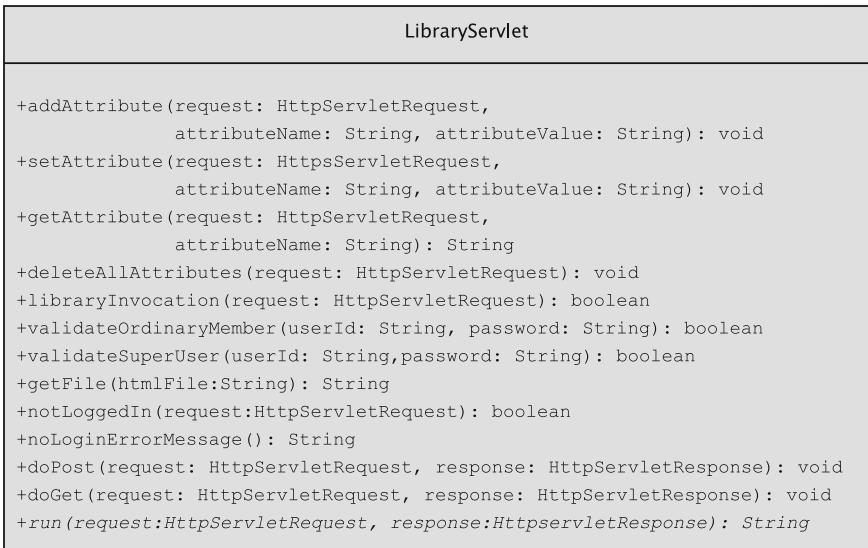 LibraryServlet
+addAttribute(request: HttpServletRequest,
attributeName: String, attributeValue: String): void
+setAttribute(request: HttpsServletRequest,
attributeName: String, attributeValue: String): void
+getAttribute(request: HttpServletRequest,
attributeName: String): String
+deleteAllAttributes(request: HttpServletRequest): void
+libraryInvocation(request: HttpServletRequest): boolean
+validateOrdinaryMember(userId: String, password: String): boolean
+validateSuperUser(userId: String,password: String): boolean
+getFile(htmlFile:String): String
+notLoggedIn(request:HttpServletRequest): boolean
+noLoginErrorMessage(): String
+doPost(request: HttpServletRequest, response: HttpServletResponse): void
+doGet(request: HttpServletRequest, response: HttpServletResponse): void
+run(request:HttpServletRequest, response:HttpservletResponse): String